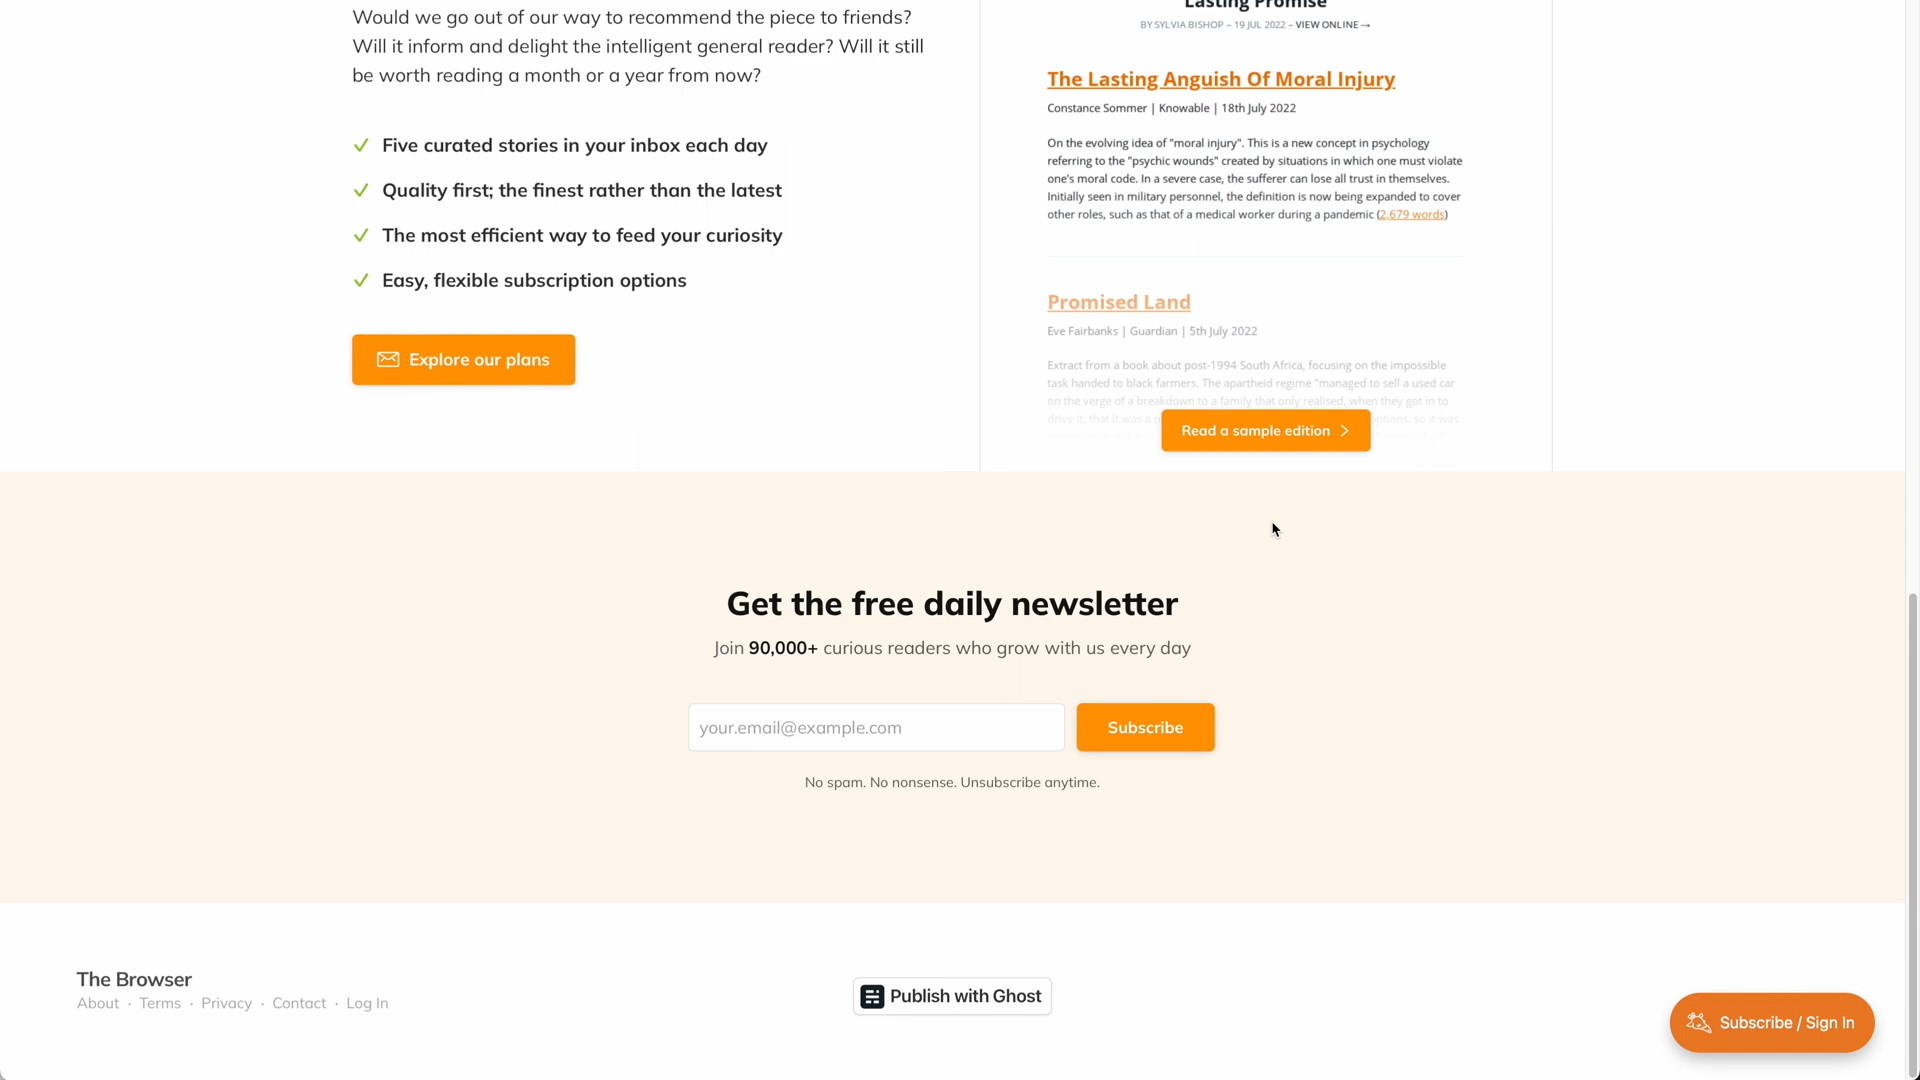 Would we go out of our way to recommend the piece to friends?
Will it inform and delight the intelligent general reader? Will it still
be worth reading a month or a year from now?
Five curated stories in your inbox each day
Quality first; the finest rather than the latest
The most efficient way to feed your curiosity
Easy, flexible subscription options
Explore our plans
Lasting Promise
BY SYLVIA BISHOP – 19 JUL 2022 – VIEW ONLINE →
The Lasting Anguish Of Moral Injury
Constance Sommer | Knowable | 18th July 2022
On the evolving idea of "moral injury". This is a new concept in psychology
referring to the "psychic wounds" created by situations in which one must violate
one's moral code. In a severe case, the sufferer can lose all trust in themselves.
Initially seen in military personnel, the definition is now being expanded to cover
other roles, such as that of a medical worker during a pandemic (2,679 words)
Promised Land
Eve Fairbanks | Guardian | 5th July 2022
Extract from a book about post-1994 South Africa, focusing on the impossible
task handed to black farmers. The apartheid regime "managed to sell a used car
on the verge of a breakdown to a family that only realised, when they got in to
drive it, that it was a options, so it was
Read a sample edition
Get the free daily newsletter
Join 90,000+ curious readers who grow with us every day
your.email@example.com
Subscribe
No spam. No nonsense. Unsubscribe anytime.
The Browser
About · Terms · Privacy · Contact · Log In
Publish with Ghost
Subscribe / Sign In